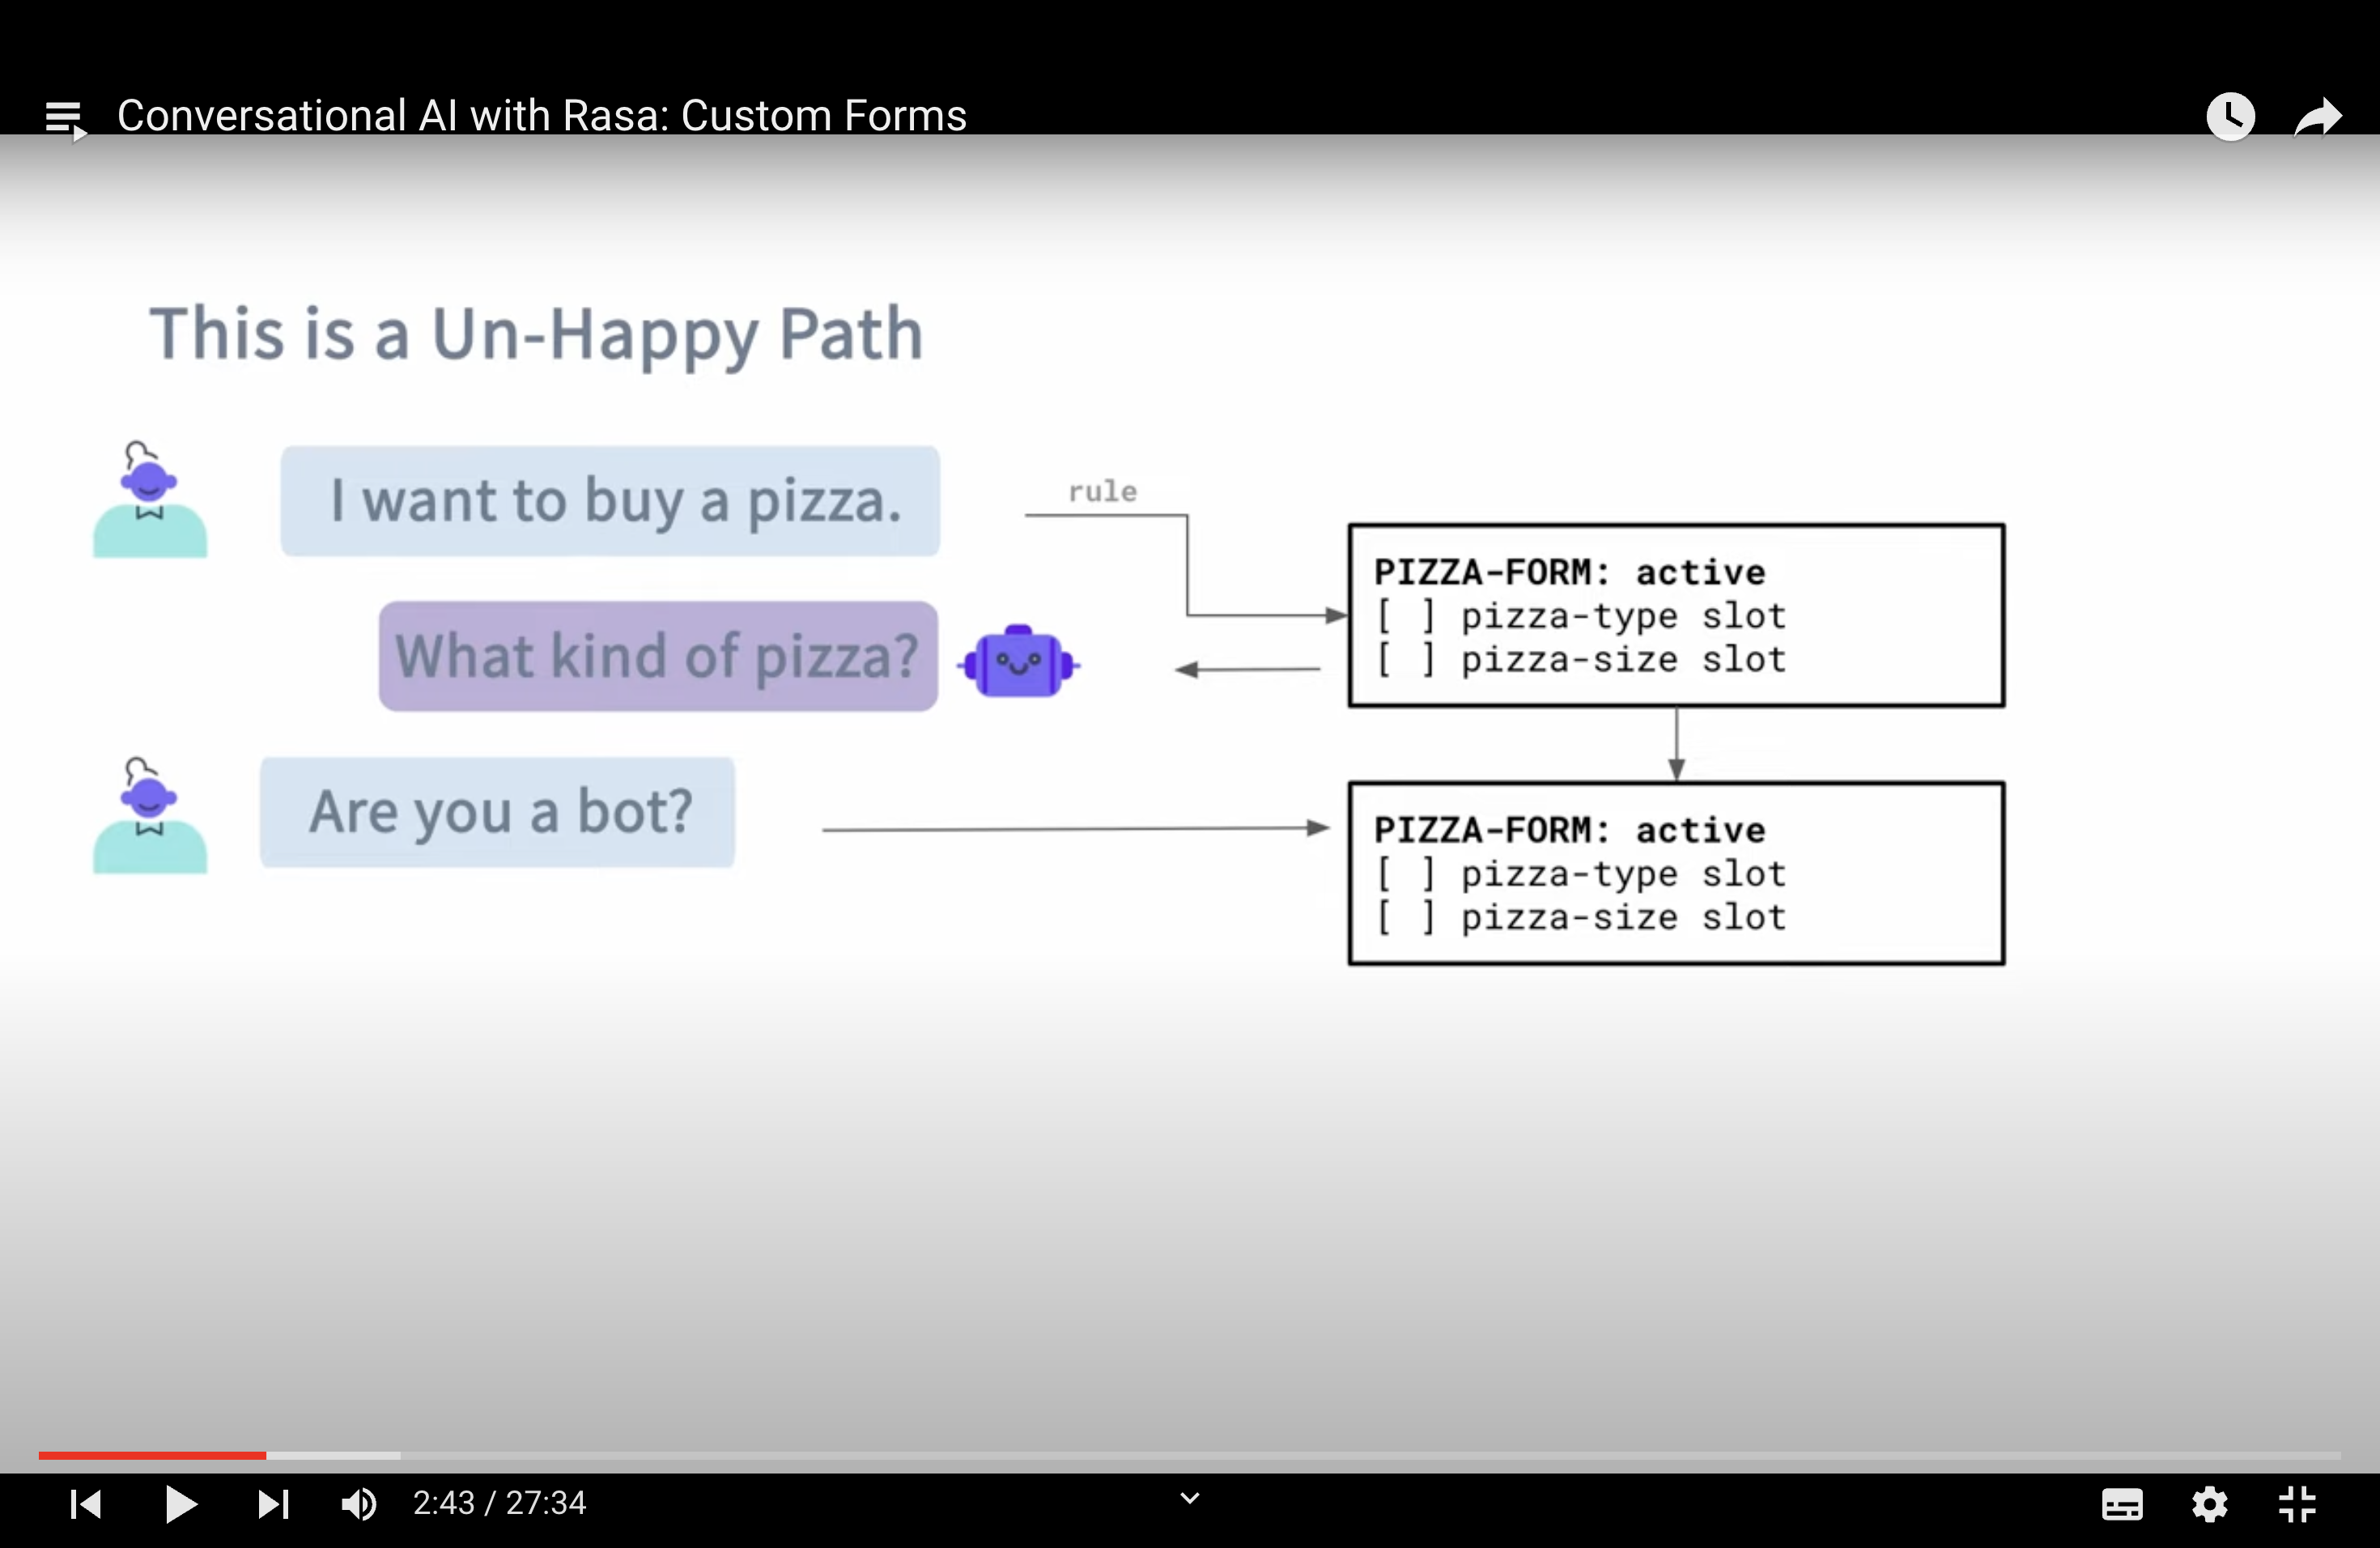 Conversational AI with Rasa: Custom Forms
This is a Un-Happy Path
I want to buy a pizza.
rule
What kind of pizza?
PIZZA-FORM: active
[ ] pizza-type slot
[ ] pizza-size slot
Are you a bot?
PIZZA-FORM: active
[ ] pizza-type slot
[ ] pizza-size slot
2:43 / 27:34